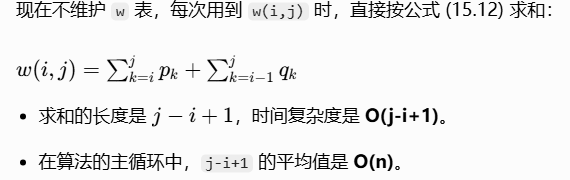 现在不维护 w 表，每次用到 w(i,j) 时，直接按公式 (15.12) 求和：
w(i, j) = ∑_{k=i}^{j} p_k + ∑_{k=i−1}^{j} q_k
• 求和的长度是 j − i + 1，时间复杂度是 O(j-i+1)。
• 在算法的主循环中，j-i+1 的平均值是 O(n)。